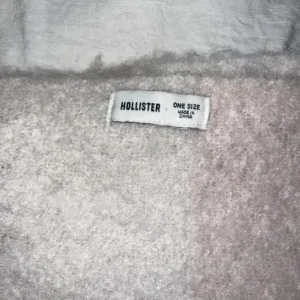 HOLLISTER
ONE SIZE
MADE IN
CHINA